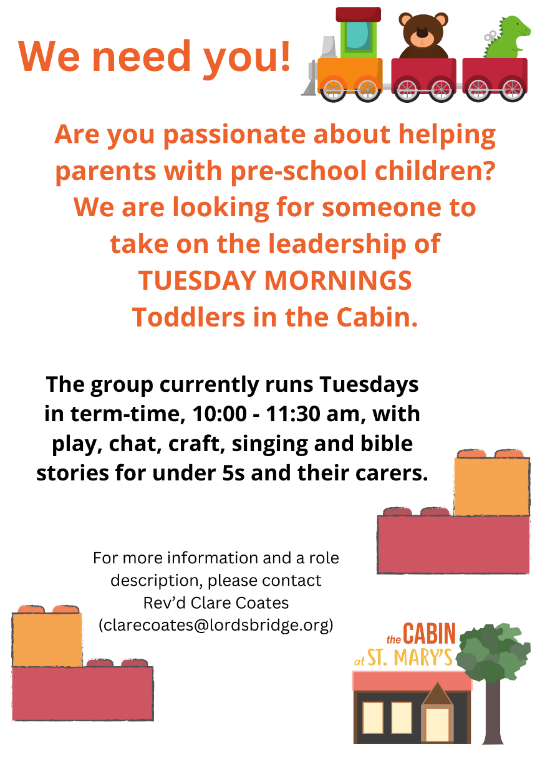 We need you!
Are you passionate about helping
parents with pre-school children?
We are looking for someone to
take on the leadership of
TUESDAY MORNINGS
Toddlers in the Cabin.
The group currently runs Tuesdays
in term-time, 10:00 - 11:30 am, with
play, chat, craft, singing and bible
stories for under 5s and their carers.
For more information and a role
description, please contact
Rev'd Clare Coates
(clarecoates@lordsbridge.org)
the CABIN
at ST. MARY'S